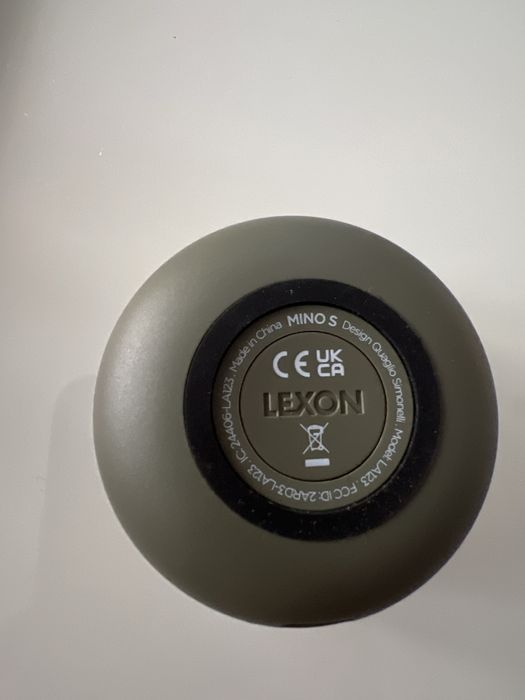 MINO S Design Quaglio Simonelli . Model: LA123 FCC ID: 2ARD3-LA123 . IC: 24406-LA123 . Made in China
CE UK
CA
LEXON